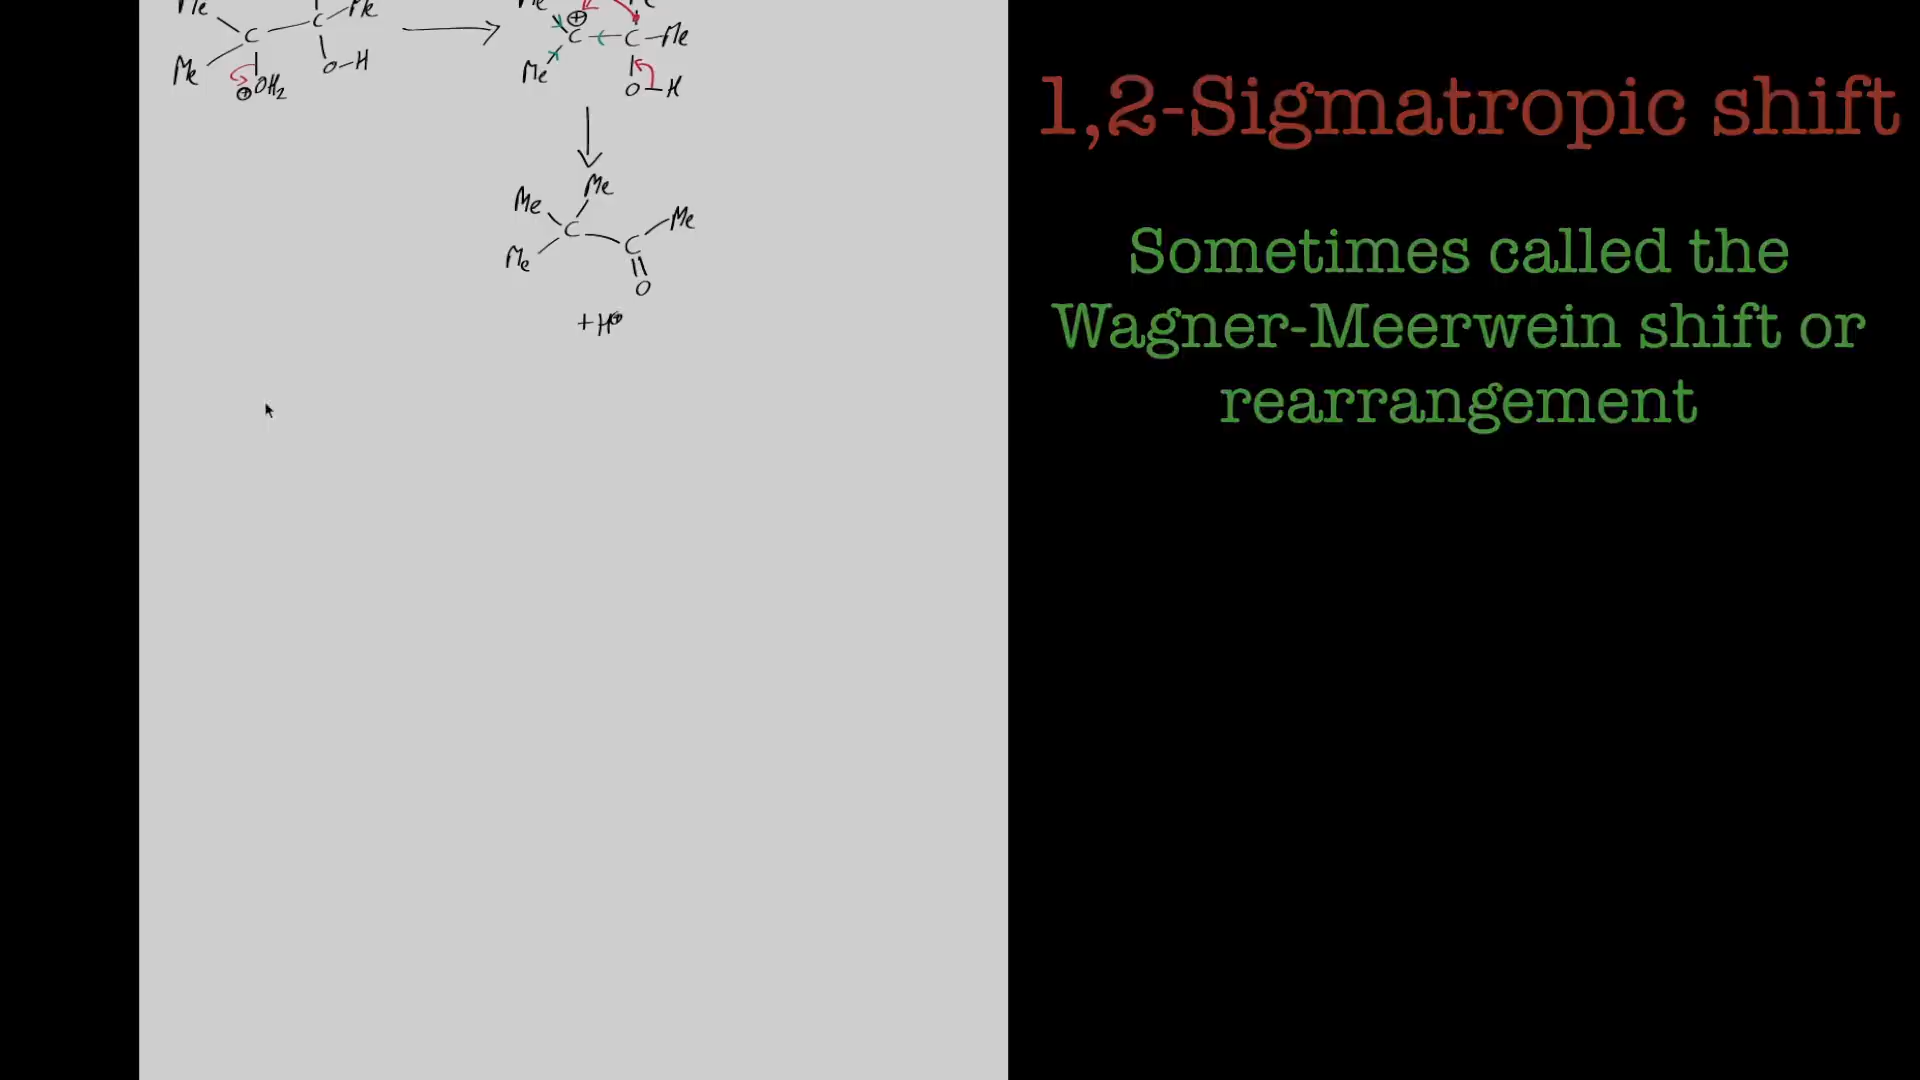 Me C C Me
Me ⊕OH₂ O-H
Me ⊕ C C Me
Me O-H
Me Me
Me C C Me
O
+H⊕
1,2-Sigmatropic shift
Sometimes called the
Wagner-Meerwein shift or
rearrangement